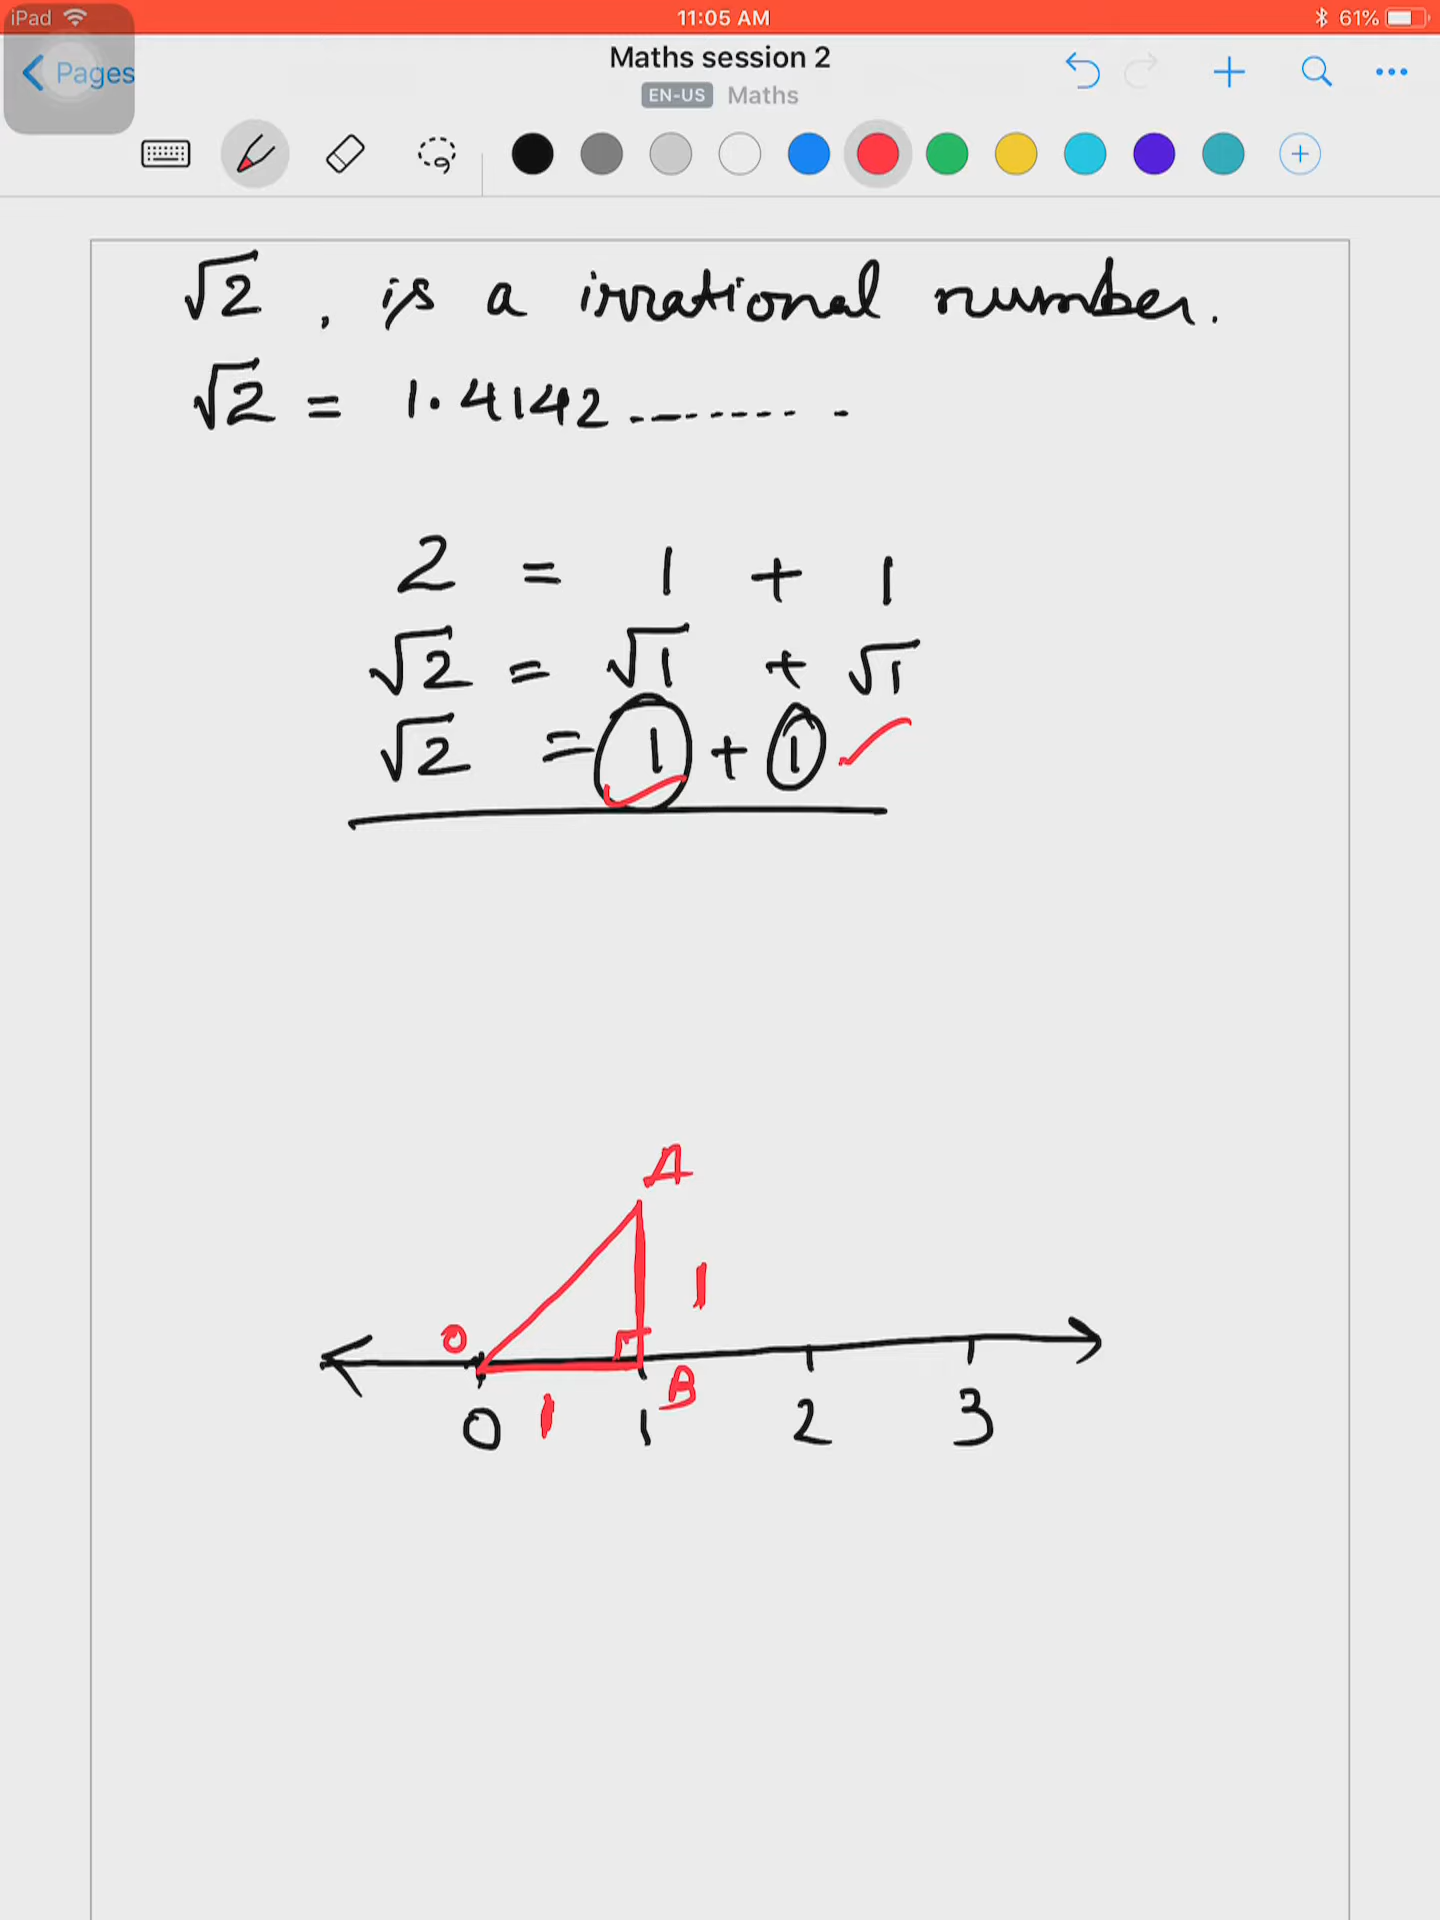 iPad 11:05 AM 61%
Pages Maths session 2
EN-US Maths
√2 , is a irrational number.
√2 = 1.4142 ---------
2 = 1 + 1
√2 = √1 + √1
√2 = 1 + 1
A
1
O
B
1
0 1 2 3